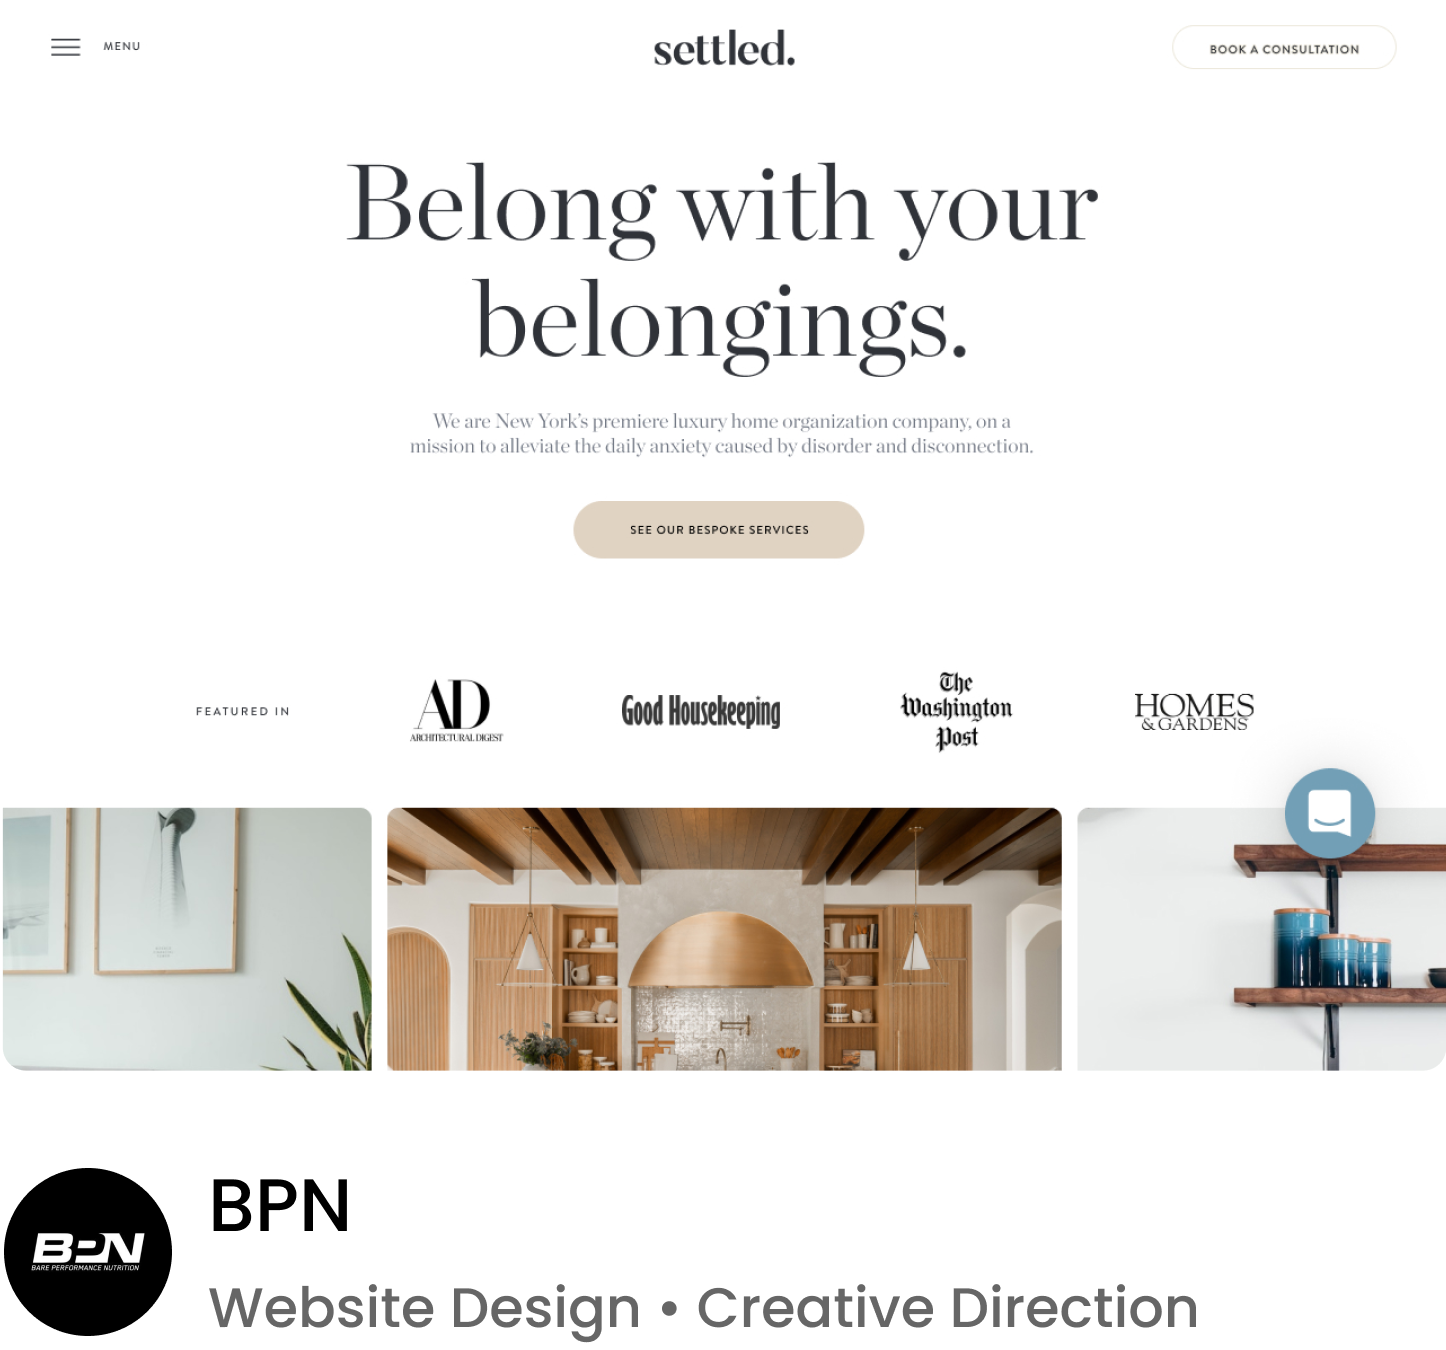 MENU
settled.
BOOK A CONSULTATION
Belong with your
belongings.
We are New York's premiere luxury home organization company, on a
mission to alleviate the daily anxiety caused by disorder and disconnection.
SEE OUR BESPOKE SERVICES
FEATURED IN
AD
ARCHITECTURAL DIGEST
Good Housekeeping
The
Washington
Post
HOMES
& GARDENS
BPN
BARE PERFORMANCE NUTRITION
BPN
Website Design • Creative Direction